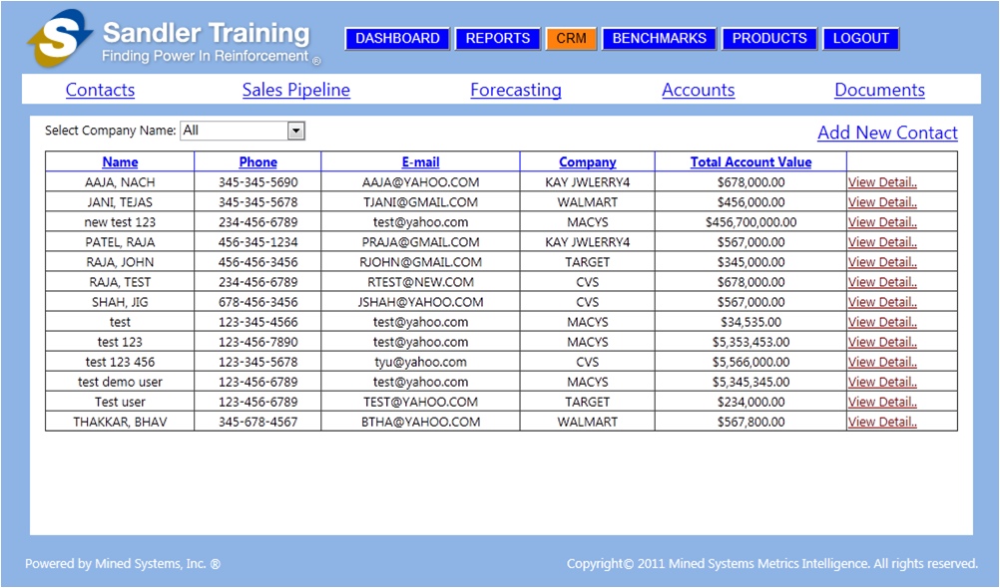 Sandler Training
Finding Power In Reinforcement ®
DASHBOARD REPORTS CRM BENCHMARKS PRODUCTS LOGOUT
Contacts Sales Pipeline Forecasting Accounts Documents
Select Company Name: All
Add New Contact
Name Phone E-mail Company Total Account Value
AAJA, NACH 345-345-5690 AAJA@YAHOO.COM KAY JWLERRY4 $678,000.00 View Detail..
JANI, TEJAS 345-345-5678 TJANI@GMAIL.COM WALMART $456,000.00 View Detail..
new test 123 234-456-6789 test@yahoo.com MACYS $456,700,000.00 View Detail..
PATEL, RAJA 456-345-1234 PRAJA@GMAIL.COM KAY JWLERRY4 $567,000.00 View Detail..
RAJA, JOHN 456-456-3456 RJOHN@GMAIL.COM TARGET $345,000.00 View Detail..
RAJA, TEST 234-456-6789 RTEST@NEW.COM CVS $678,000.00 View Detail..
SHAH, JIG 678-456-3456 JSHAH@YAHOO.COM CVS $567,000.00 View Detail..
test 123-345-4566 test@yahoo.com MACYS $34,535.00 View Detail..
test 123 123-456-7890 test@yahoo.com MACYS $5,353,453.00 View Detail..
test 123 456 123-345-5678 tyu@yahoo.com CVS $5,566,000.00 View Detail..
test demo user 123-456-6789 test@yahoo.com MACYS $5,345,345.00 View Detail..
Test user 123-456-6789 TEST@YAHOO.COM TARGET $234,000.00 View Detail..
THAKKAR, BHAV 345-678-4567 BTHA@YAHOO.COM WALMART $567,800.00 View Detail..
Powered by Mined Systems, Inc. ®
Copyright© 2011 Mined Systems Metrics Intelligence. All rights reserved.